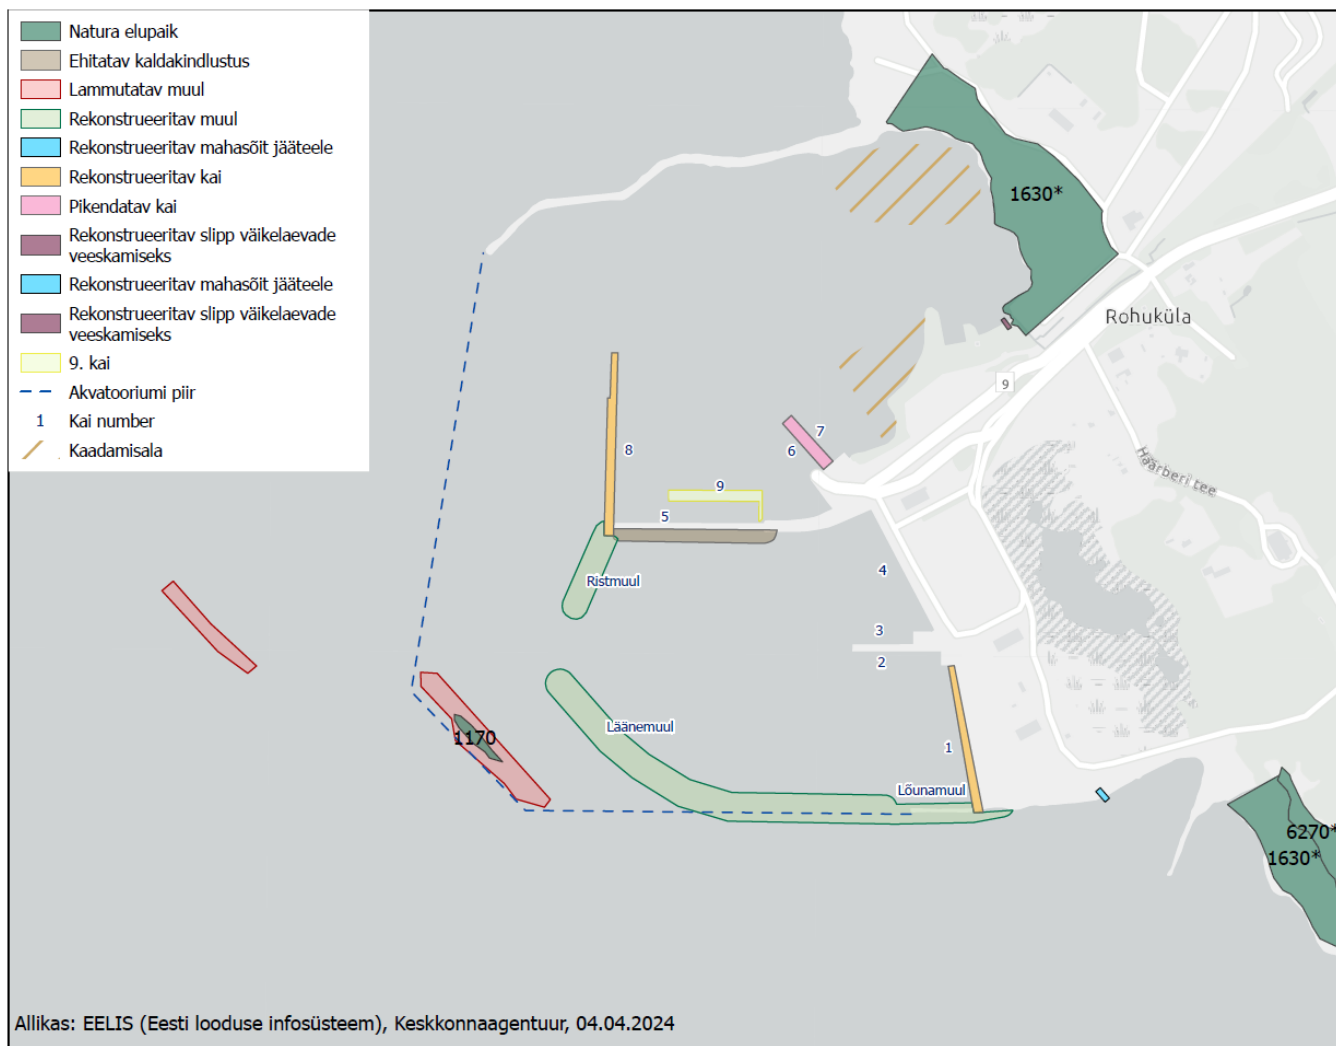 Natura elupaik
Ehitatav kaldakindlustus
Lammutatav muul
Rekonstrueeritav muul
Rekonstrueeritav mahasõit jääteele
Rekonstrueeritav kai
Pikendatav kai
Rekonstrueeritav slipp väikelaevade
veeskamiseks
Rekonstrueeritav mahasõit jääteele
Rekonstrueeritav slipp väikelaevade
veeskamiseks
9. kai
Akvatooriumi piir
1 Kai number
Kaadamisala
1630*
Rohuküla
9
7
6
8
9
5
Häärberi tee
4
Ristmuul
3
2
Läänemuul
1170
1
Lõunamuul
6270*
1630*
Allikas: EELIS (Eesti looduse infosüsteem), Keskkonnaagentuur, 04.04.2024